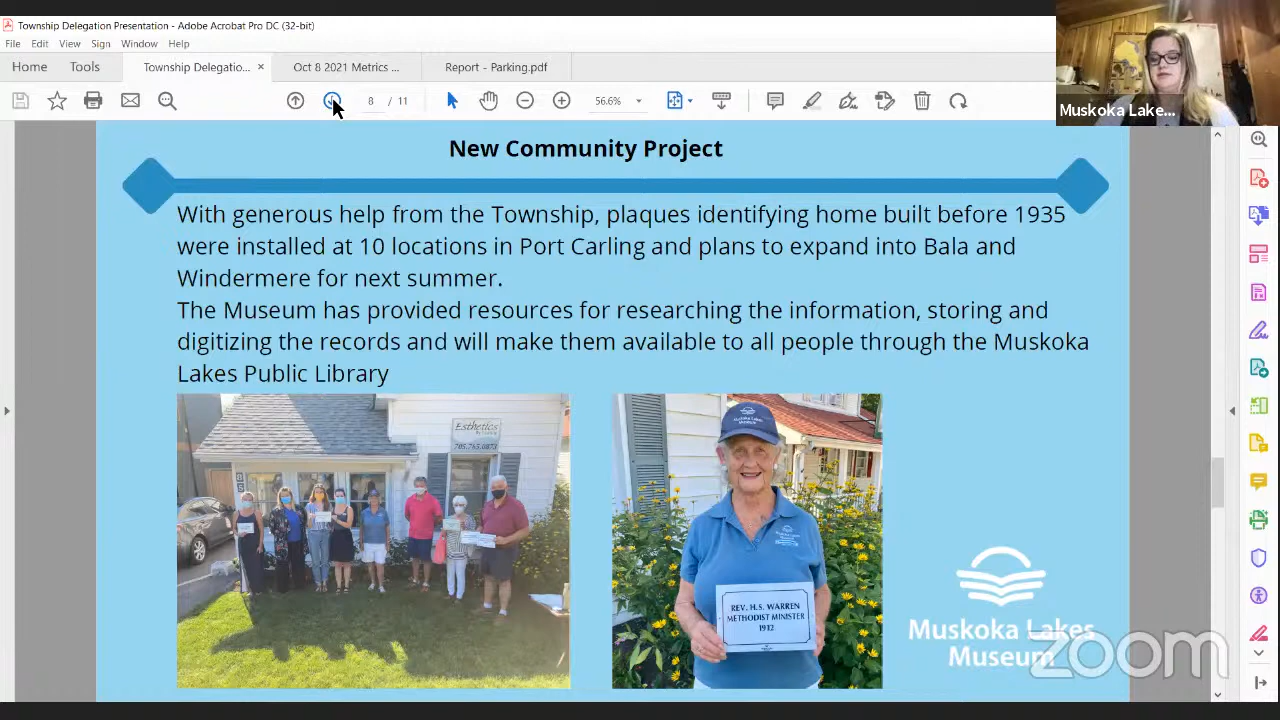 Township Delegation Presentation - Adobe Acrobat Pro DC (32-bit)
File Edit View Sign Window Help
Home Tools Township Delegatio... × Oct 8 2021 Metrics ... Report - Parking.pdf
8 / 11 56.6%
Muskoka Lake...
New Community Project
With generous help from the Township, plaques identifying home built before 1935
were installed at 10 locations in Port Carling and plans to expand into Bala and
Windermere for next summer.
The Museum has provided resources for researching the information, storing and
digitizing the records and will make them available to all people through the Muskoka
Lakes Public Library
Esthetics
705.765.0873
Muskoka Lakes
Museum
REV. H.S. WARREN
METHODIST MINISTER
1912
Muskoka Lakes
Museum
zoom